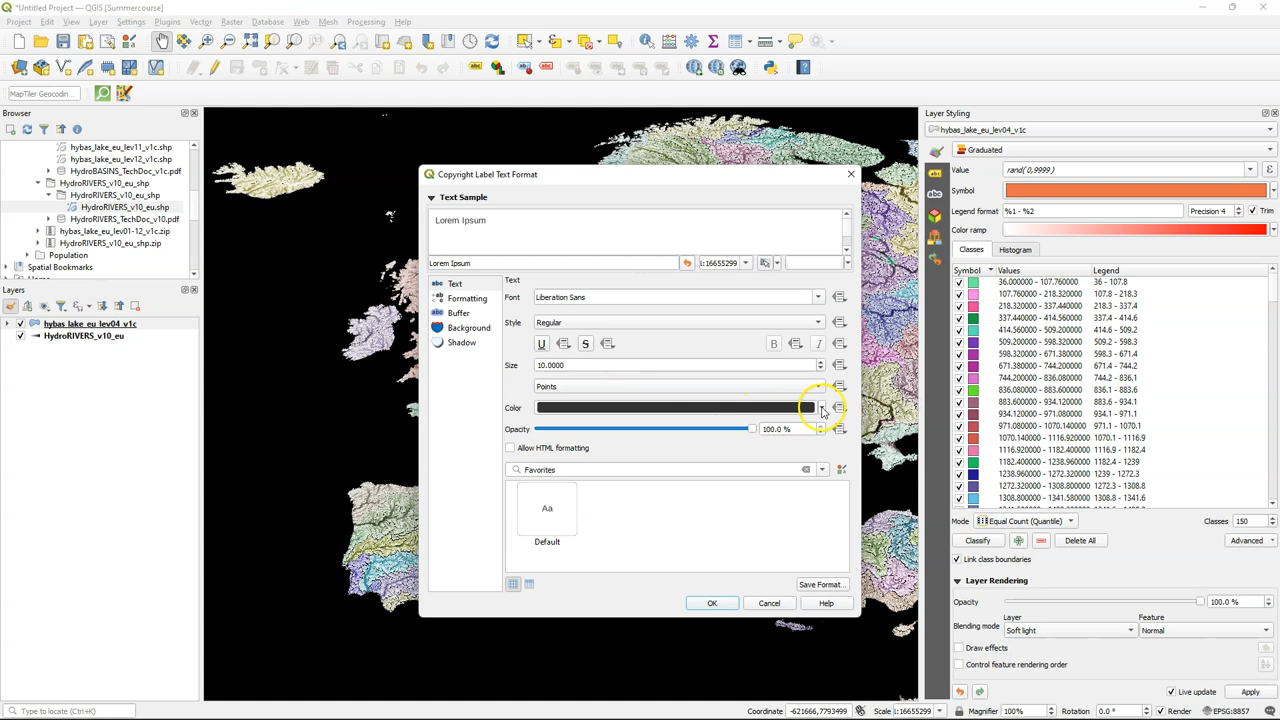 *Untitled Project — QGIS [Summercourse]
Project Edit View Layer Settings Plugins Vector Raster Database Web Mesh Processing Help
MapTiler Geocodin...
Browser
hybas_lake_eu_lev11_v1c.shp
hybas_lake_eu_lev12_v1c.shp
HydroBASINS_TechDoc_v1c.pdf
HydroRIVERS_v10_eu_shp
HydroRIVERS_v10_eu_shp
HydroRIVERS_v10_eu.shp
HydroRIVERS_TechDoc_v10.pdf
hybas_lake_eu_lev01-12_v1c.zip
HydroRIVERS_v10_eu_shp.zip
Population
Spatial Bookmarks
Layers
hybas_lake_eu_lev04_v1c
HydroRIVERS_v10_eu
Copyright Label Text Format
Text Sample
Lorem Ipsum
Lorem Ipsum
1:16655299
Text
Formatting
Buffer
Background
Shadow
Text
Font Liberation Sans
Style Regular
U S B I
Size 10.0000
Points
Color
Opacity 100.0 %
Allow HTML formatting
Favorites
Aa
Default
Save Format...
OK Cancel Help
Layer Styling
hybas_lake_eu_lev04_v1c
Graduated
Value rand( 0,9999 )
Symbol
Legend format %1 - %2 Precision 4 Trim
Color ramp
Classes Histogram
Symbol Values Legend
36.000000 - 107.760000 36 - 107.8
107.760000 - 218.320000 107.8 - 218.3
218.320000 - 337.440000 218.3 - 337.4
337.440000 - 414.560000 337.4 - 414.6
414.560000 - 509.200000 414.6 - 509.2
509.200000 - 598.320000 509.2 - 598.3
598.320000 - 671.380000 598.3 - 671.4
671.380000 - 744.800000 671.4 - 744.8
744.800000 - 836.080000 744.8 - 836.1
836.080000 - 883.600000 836.1 - 883.6
883.600000 - 934.120000 883.6 - 934.1
934.120000 - 971.080000 934.1 - 971.1
971.080000 - 1070.140000 971.1 - 1070.1
1070.140000 - 1116.920000 1070.1 - 1116.9
1116.920000 - 1182.400000 1116.9 - 1182.4
1182.400000 - 1238.960000 1182.4 - 1239
1238.960000 - 1272.320000 1239 - 1272.3
1272.320000 - 1308.800000 1272.3 - 1308.8
1308.800000 - 1341.580000 1308.8 - 1341.6
Mode Equal Count (Quantile) Classes 150
Classify Delete All Advanced
Link class boundaries
Layer Rendering
Opacity 100.0 %
Layer Feature
Blending mode Soft light Normal
Draw effects
Control feature rendering order
Live update Apply
Type to locate (Ctrl+K) Coordinate -621666,7793499 Scale 1:16655299 Magnifier 100% Rotation 0.0 ° Render EPSG:8857